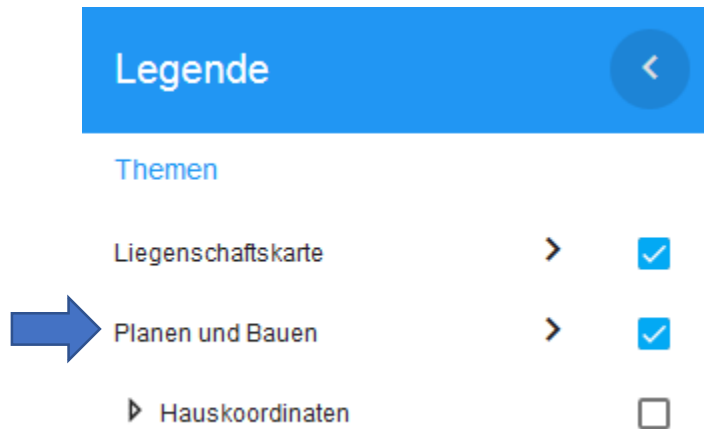 Legende
Themen
Liegenschaftskarte
Planen und Bauen
Hauskoordinaten